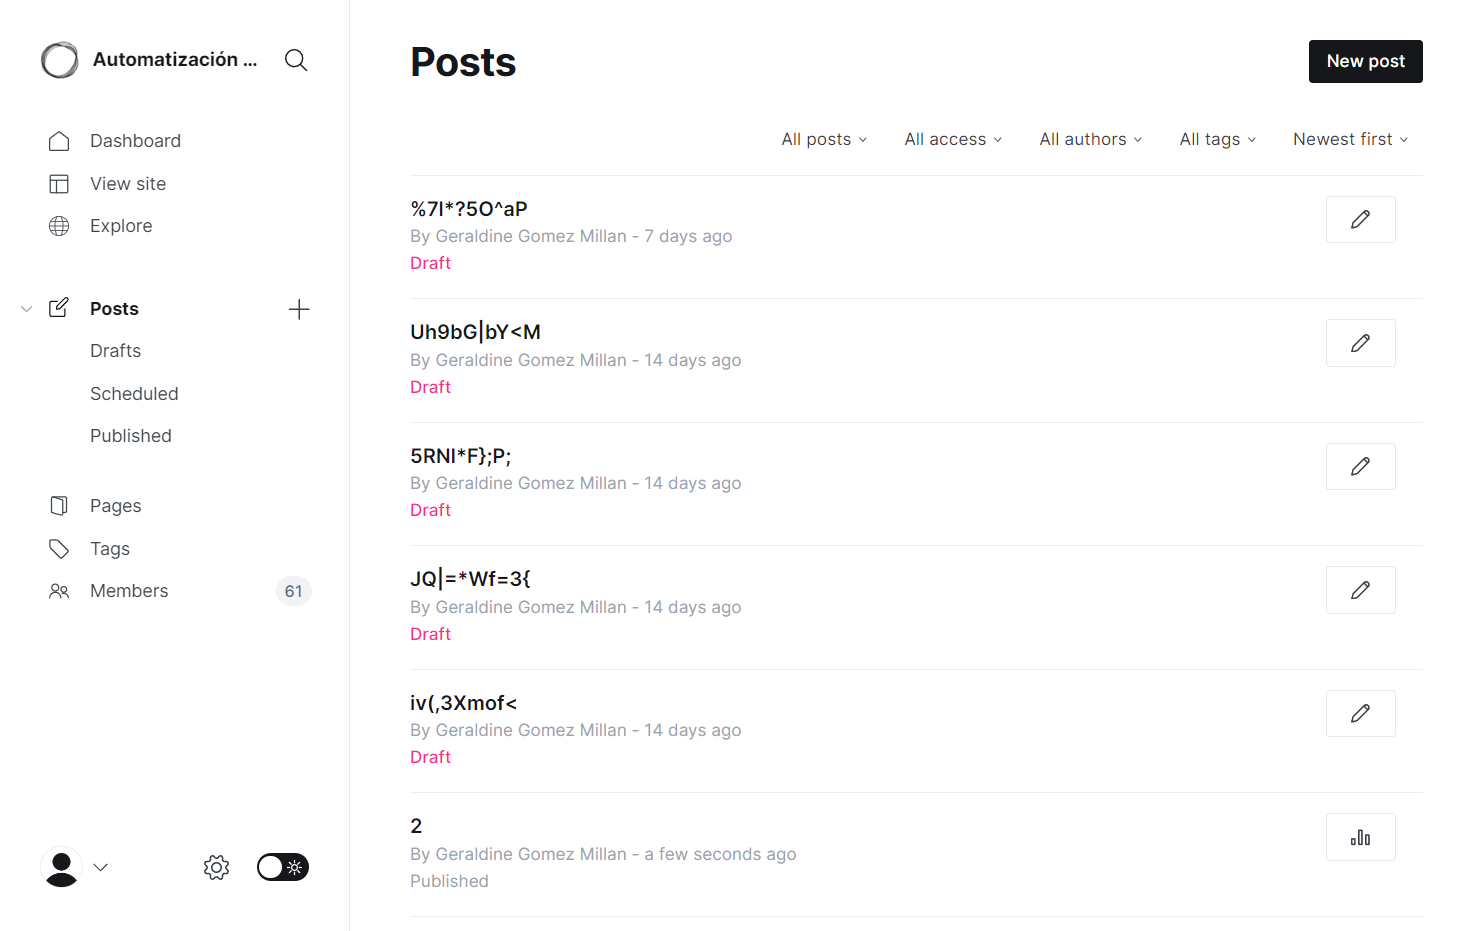 Automatización ...
Dashboard
View site
Explore
Posts
Drafts
Scheduled
Published
Pages
Tags
Members 61
Posts
New post
All posts All access All authors All tags Newest first
%7I*?5O^aP
By Geraldine Gomez Millan - 7 days ago
Draft
Uh9bG|bY<M
By Geraldine Gomez Millan - 14 days ago
Draft
5RNI*F};P;
By Geraldine Gomez Millan - 14 days ago
Draft
JQ|=*Wf=3{
By Geraldine Gomez Millan - 14 days ago
Draft
iv(,3Xmof<
By Geraldine Gomez Millan - 14 days ago
Draft
2
By Geraldine Gomez Millan - a few seconds ago
Published